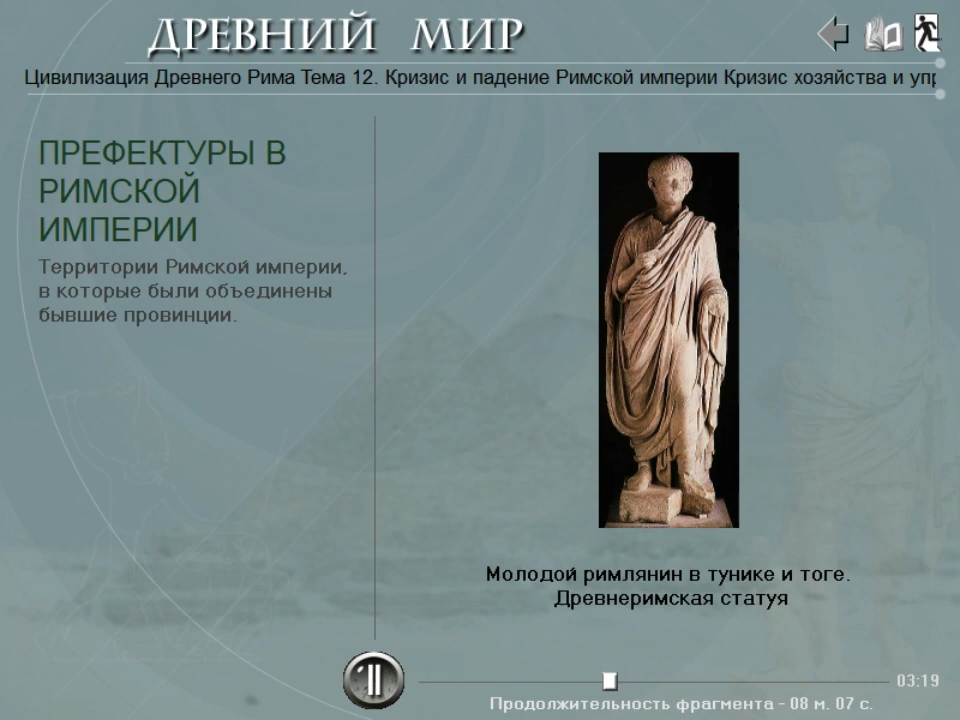 ДРЕВНИЙ МИР
Цивилизация Древнего Рима Тема 12. Кризис и падение Римской империи Кризис хозяйства и упр
ПРЕФЕКТУРЫ В
РИМСКОЙ
ИМПЕРИИ
Территории Римской империи,
в которые были объединены
бывшие провинции.
Молодой римлянин в тунике и тоге.
Древнеримская статуя
03:19
Продолжительность фрагмента - 08 м. 07 с.